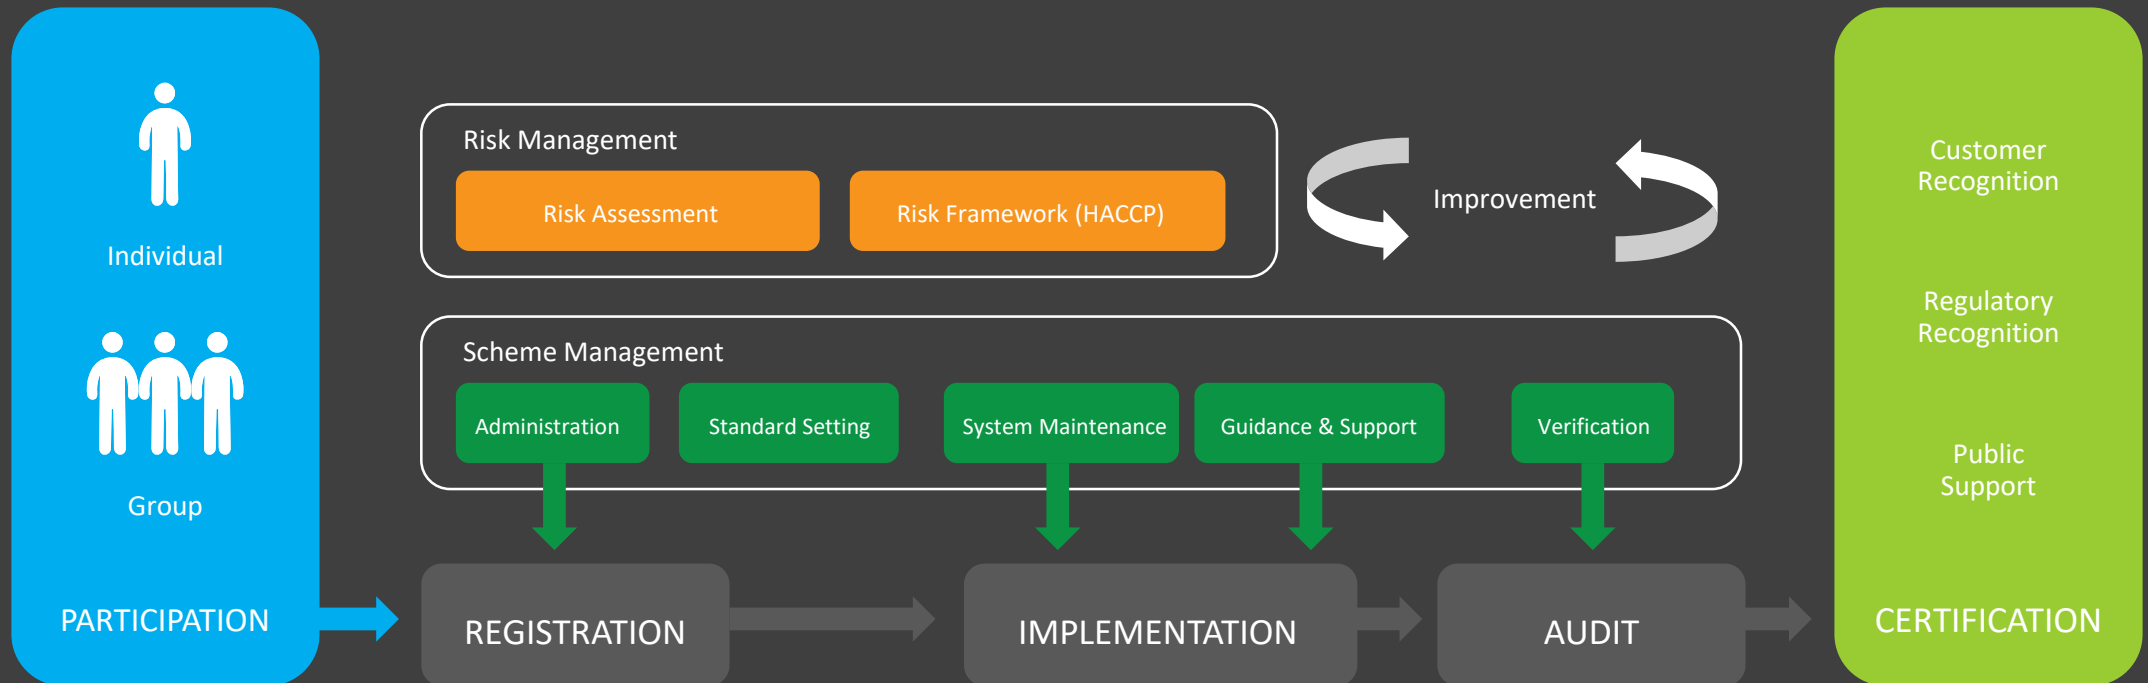 Individual
Group
PARTICIPATION
Risk Management
Risk Assessment
Risk Framework (HACCP)
Improvement
Scheme Management
Administration
Standard Setting
System Maintenance
Guidance & Support
Verification
REGISTRATION
IMPLEMENTATION
AUDIT
Customer
Recognition
Regulatory
Recognition
Public
Support
CERTIFICATION